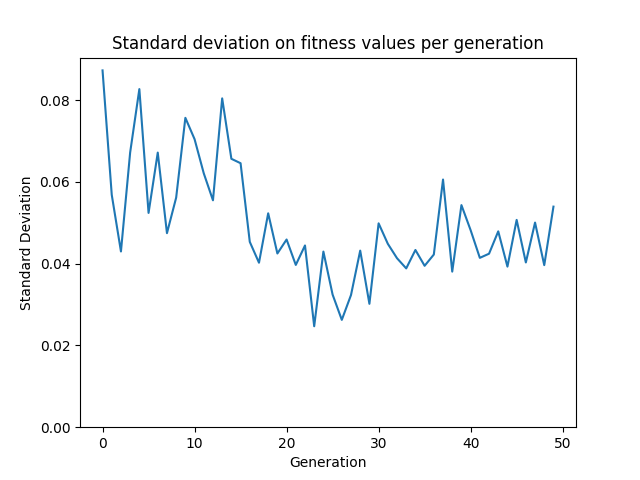 Standard deviation on fitness values per generation
0.08
0.06
0.04
0.02
0.00
Standard Deviation
0 10 20 30 40 50
Generation